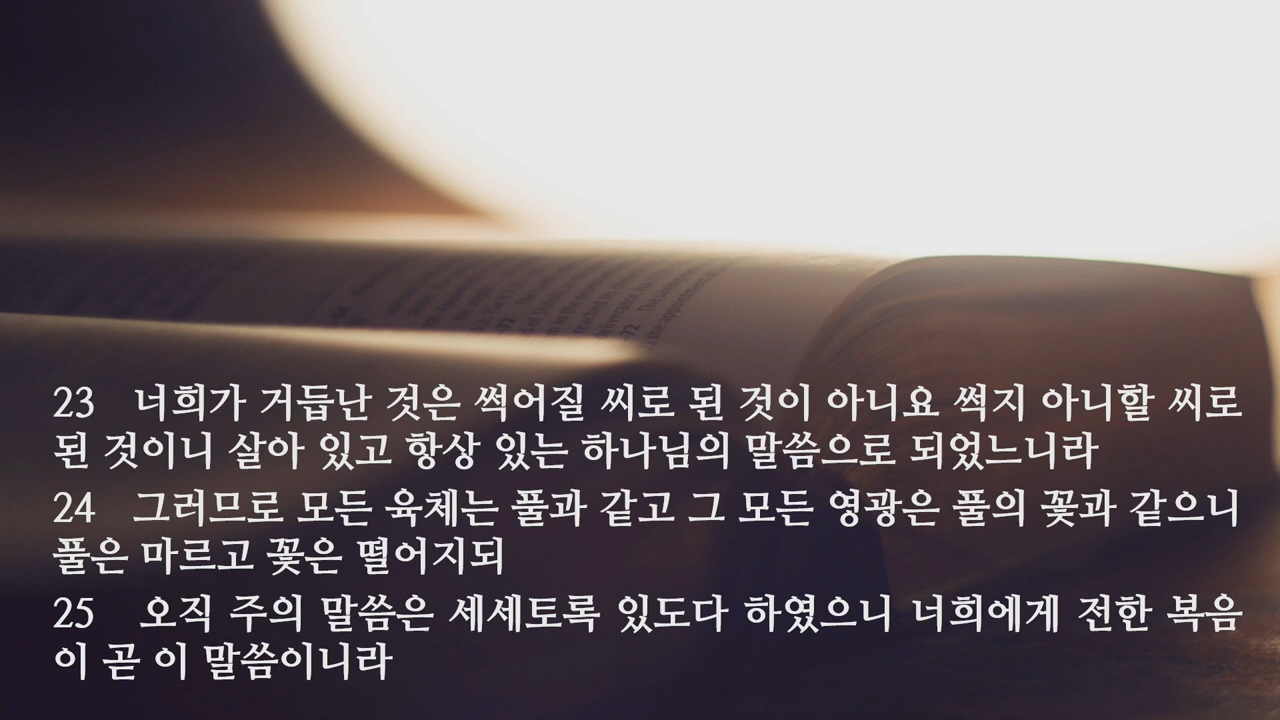 23 너희가 거듭난 것은 썩어질 씨로 된 것이 아니요 썩지 아니할 씨로
된 것이니 살아 있고 항상 있는 하나님의 말씀으로 되었느니라
24 그러므로 모든 육체는 풀과 같고 그 모든 영광은 풀의 꽃과 같으니
풀은 마르고 꽃은 떨어지되
25 오직 주의 말씀은 세세토록 있도다 하였으니 너희에게 전한 복음
이 곧 이 말씀이니라